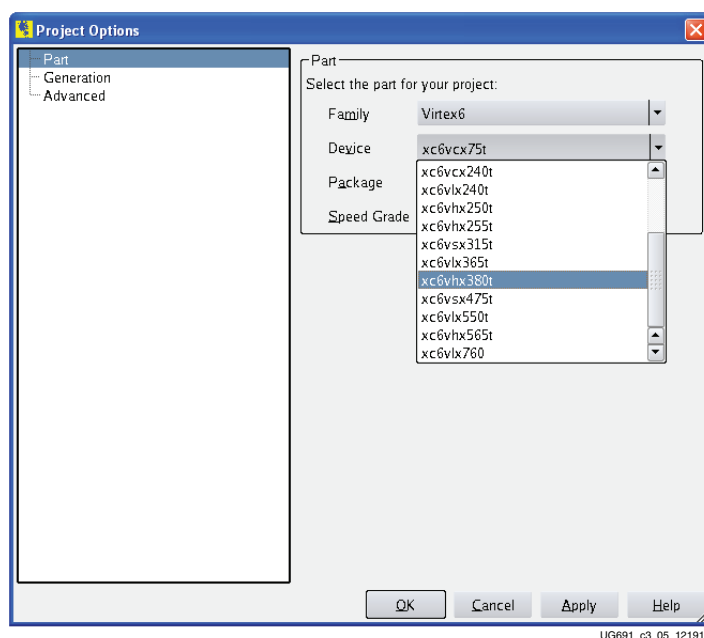 Project Options
Part
Generation
Advanced
Part
Select the part for your project:
Family Virtex6
Device xc6vcx75t
Package
Speed Grade
xc6vcx240t
xc6vlx240t
xc6vhx250t
xc6vhx255t
xc6vsx315t
xc6vlx365t
xc6vhx380t
xc6vsx475t
xc6vlx550t
xc6vhx565t
xc6vlx760
OK Cancel Apply Help
UG691_c3_05_12191